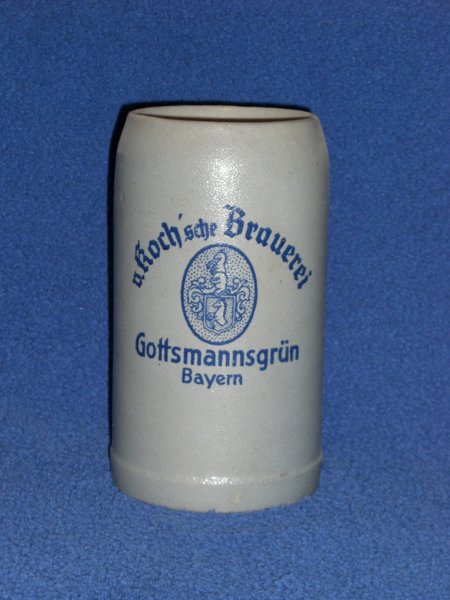 v. Koch'sche Brauerei
Gottsmannsgrün
Bayern